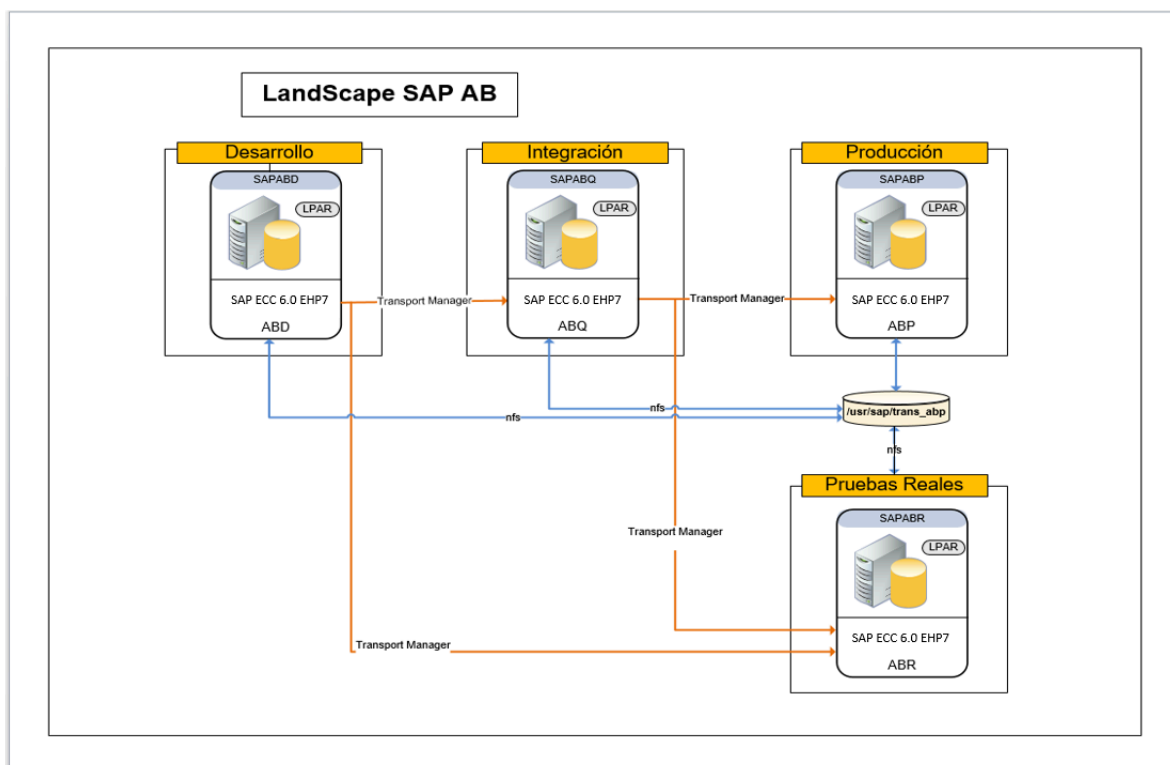 LandScape SAP AB
Desarrollo
Integración
Producción
SAPABD
SAPABQ
SAPABP
LPAR
LPAR
LPAR
SAP ECC 6.0 EHP7
Transport Manager
SAP ECC 6.0 EHP7
Transport Manager
SAP ECC 6.0 EHP7
ABD
ABQ
ABP
nfs
nfs
/usr/sap/trans_abp
nfs
Pruebas Reales
SAPABR
LPAR
Transport Manager
SAP ECC 6.0 EHP7
Transport Manager
ABR